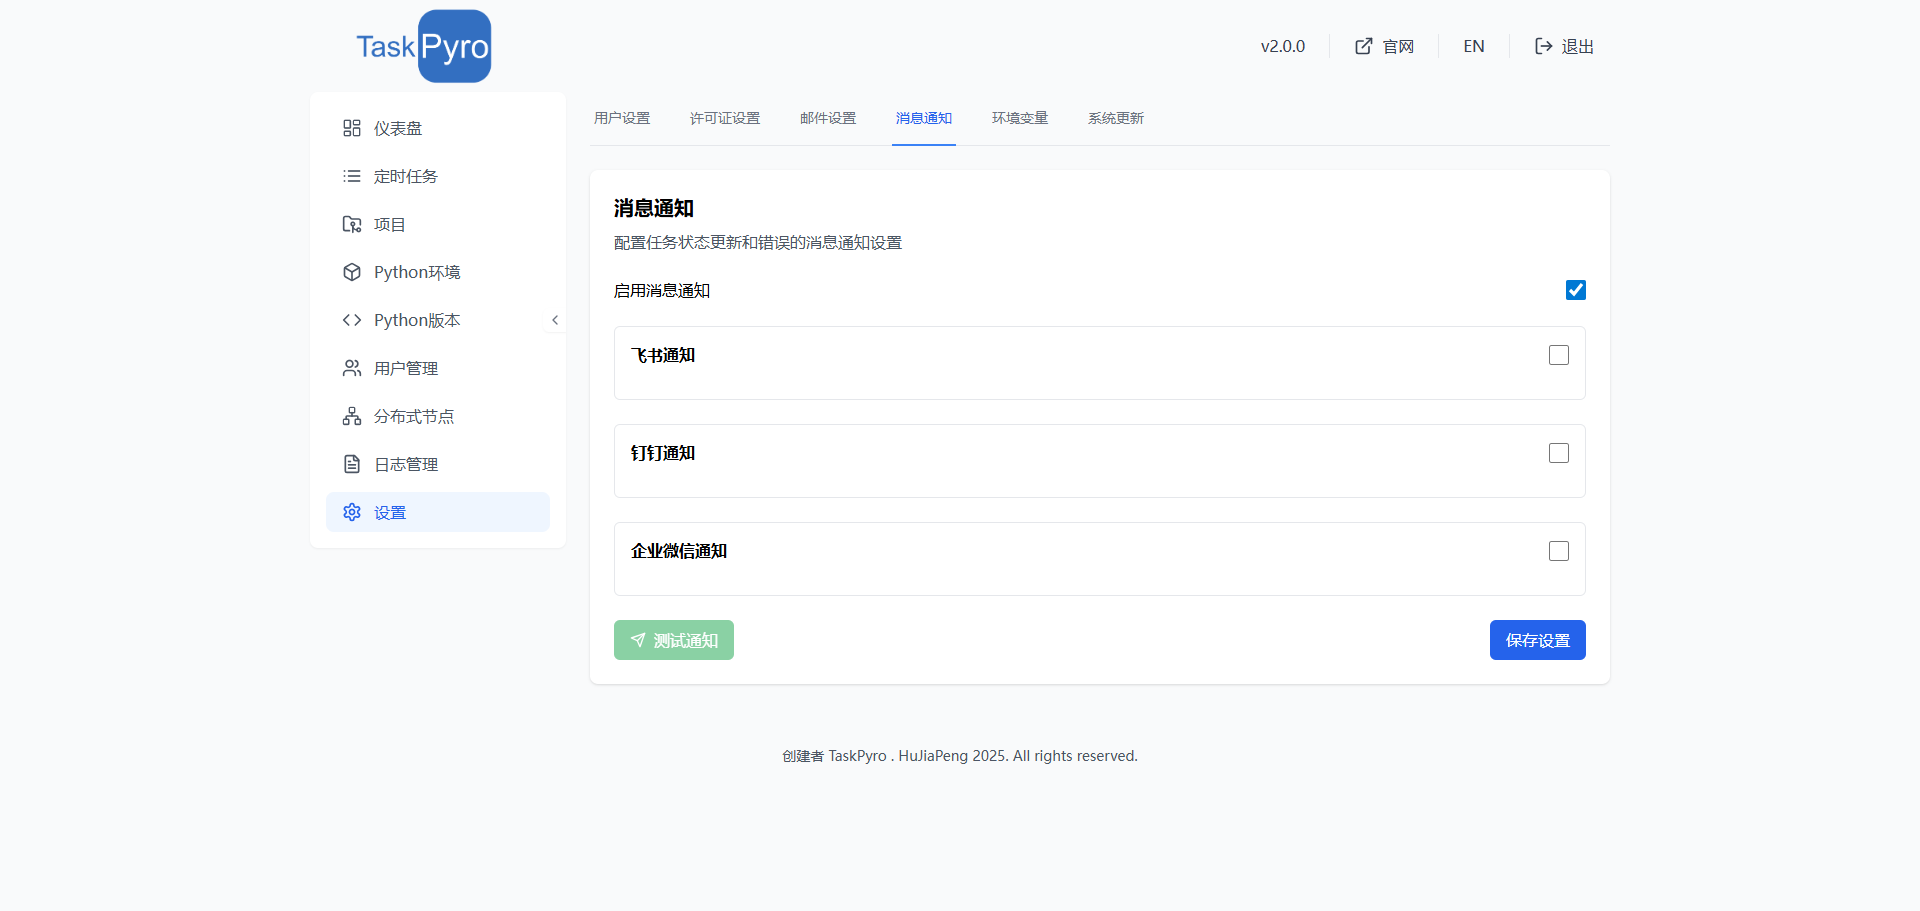 TaskPyro
v2.0.0
官网
EN
退出
仪表盘
定时任务
项目
Python环境
Python版本
用户管理
分布式节点
日志管理
设置
用户设置
许可证设置
邮件设置
消息通知
环境变量
系统更新
消息通知
配置任务状态更新和错误的消息通知设置
启用消息通知
飞书通知
钉钉通知
企业微信通知
测试通知
保存设置
创建者 TaskPyro . HuJiaPeng 2025. All rights reserved.